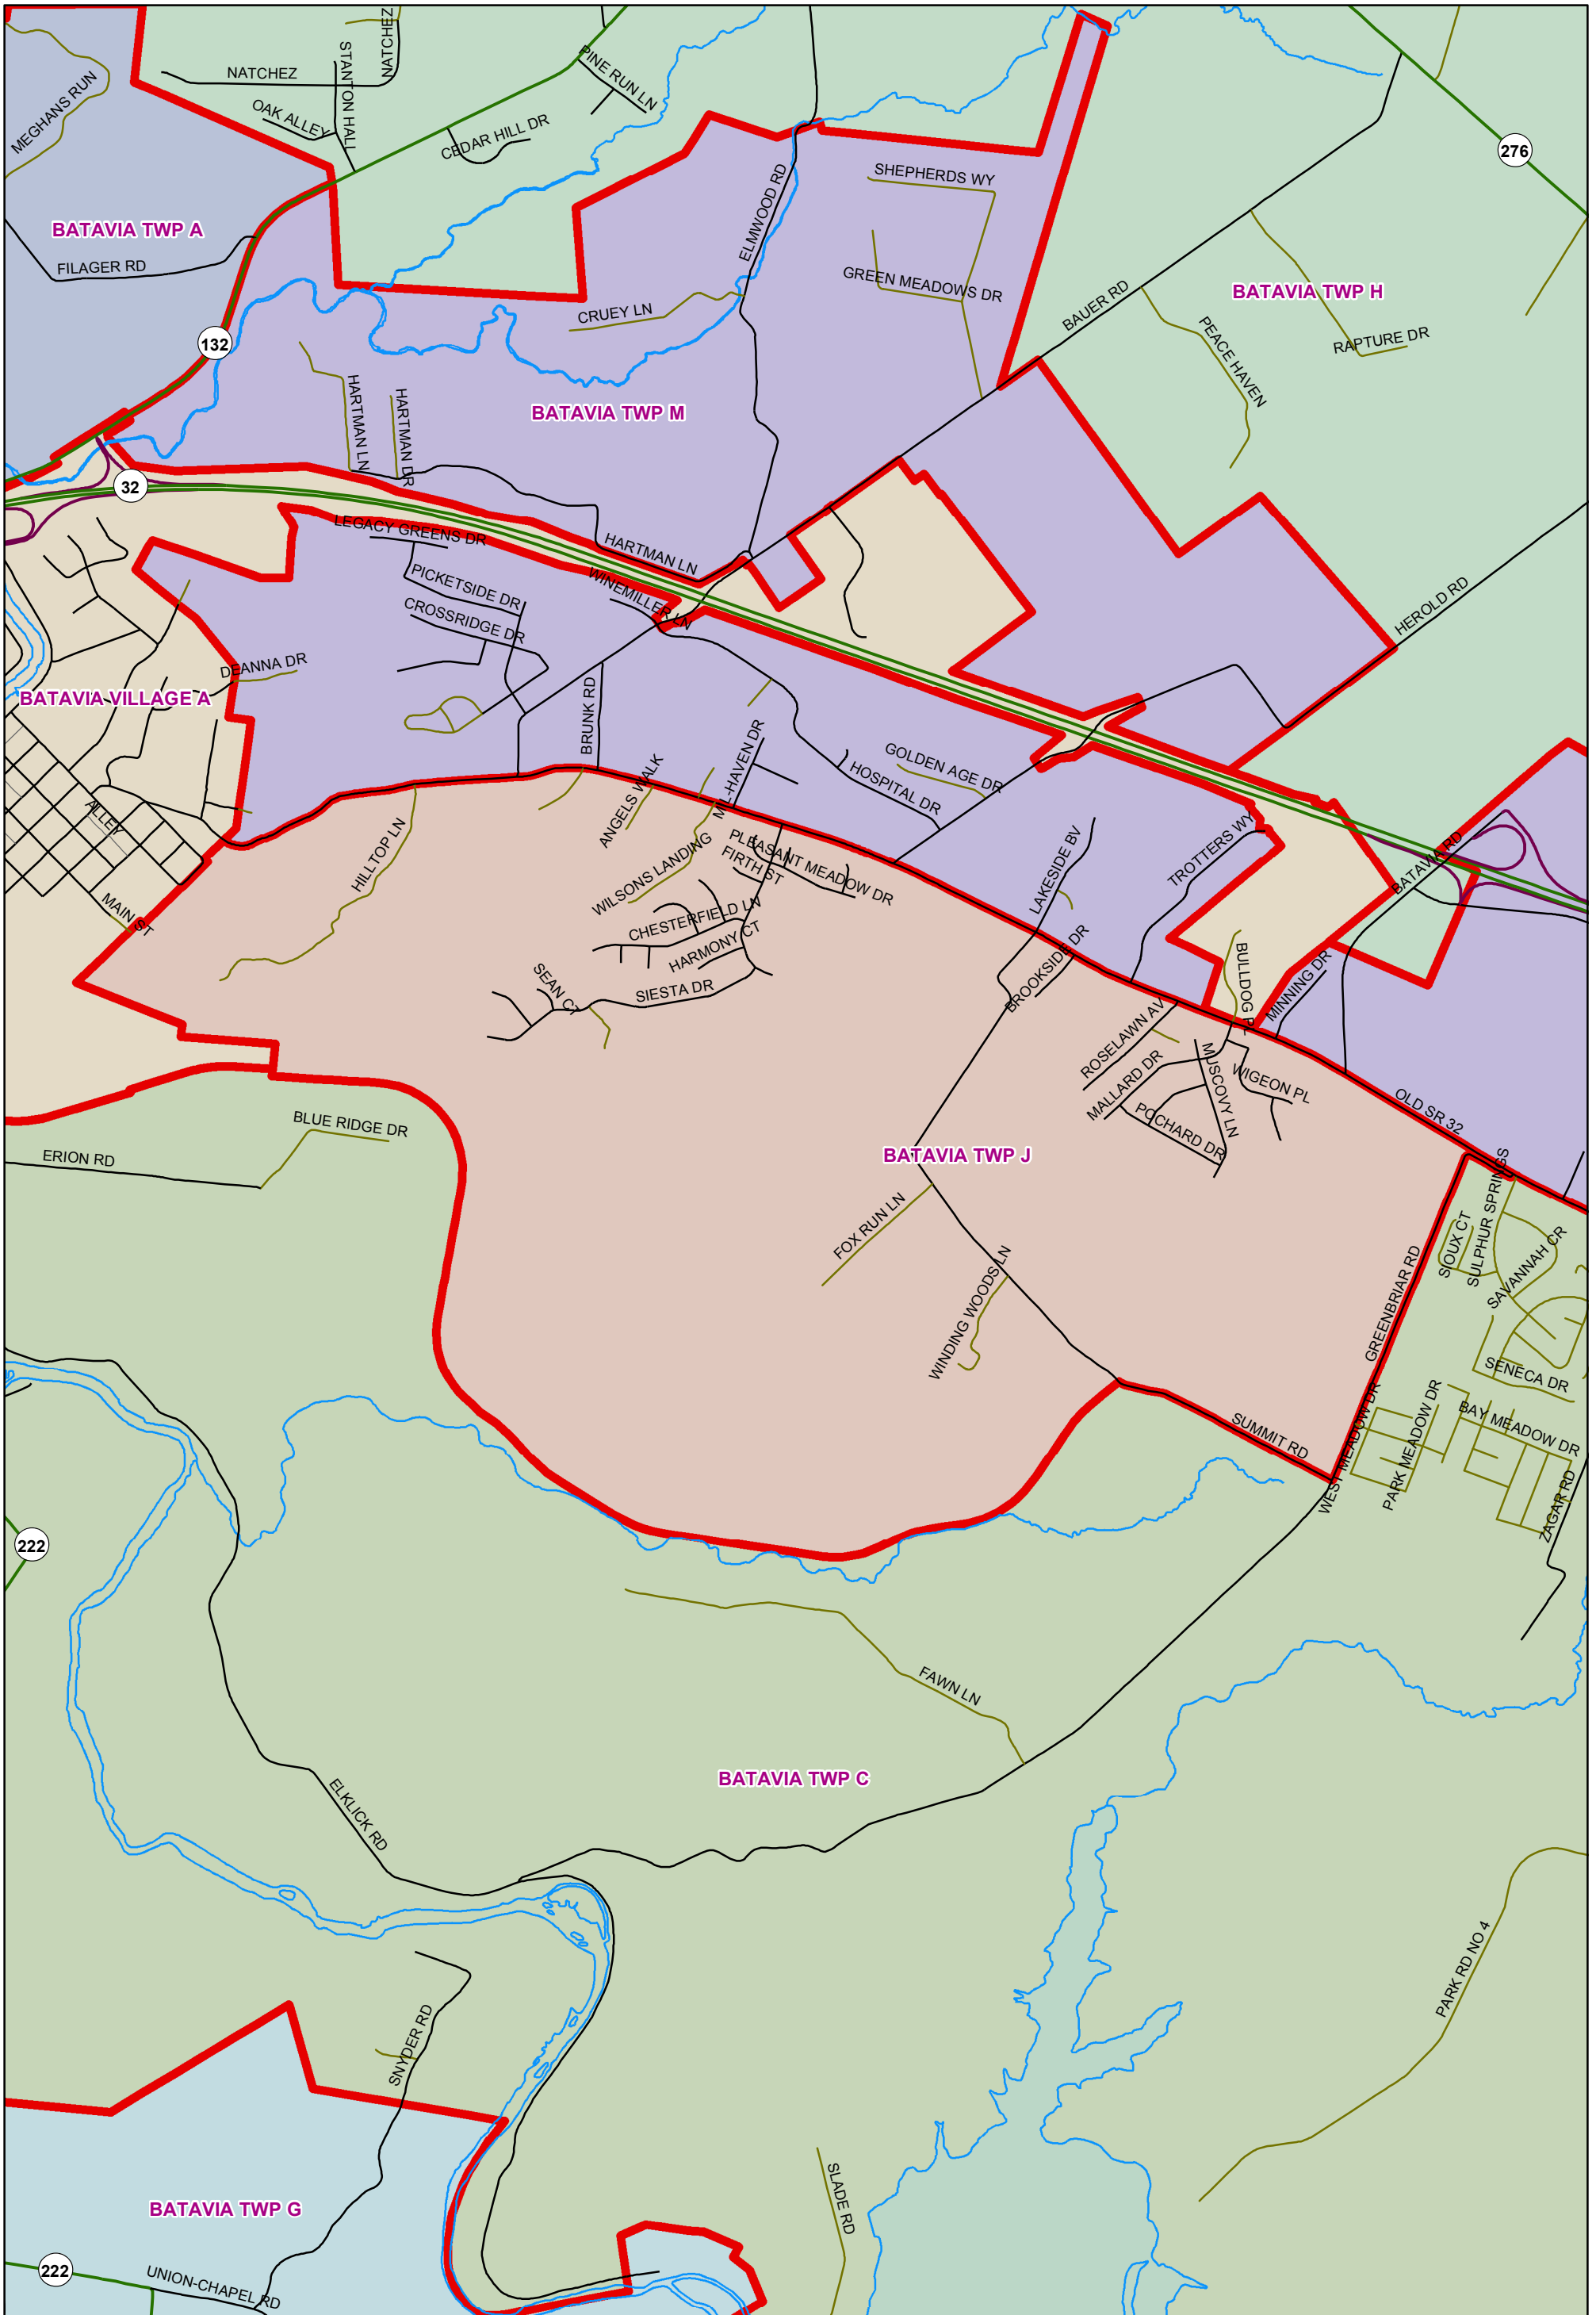 NATCHEZ
NATCHEZ
STANTON HALL
PINE RUN LN
MEGHANS RUN
OAK ALLEY
CEDAR HILL DR
276
SHEPHERDS WY
ELMWOOD RD
BATAVIA TWP A
FILAGER RD
GREEN MEADOWS DR
BATAVIA TWP H
BAUER RD
CRUEY LN
PEACE HAVEN
RAPTURE DR
132
HARTMAN LN
HARTMAN DR
BATAVIA TWP M
32
LEGACY GREENS DR
HARTMAN LN
PICKETSIDE DR
WINEMILLER LN
CROSSRIDGE DR
HEROLD RD
DEANNA DR
BATAVIA VILLAGE A
BRUNK RD
MIL-HAVEN DR
GOLDEN AGE DR
HOSPITAL DR
ANGELS WALK
ALLEY
HILLTOP LN
WILSONS LANDING
PLEASANT MEADOW DR
FIRTH ST
LAKESIDE BV
TROTTERS WY
BATAVIA RD
MAIN ST
CHESTERFIELD LN
HARMONY CT
SEAN CT
SIESTA DR
BROOKSIDE DR
BULLDOG PL
MINNING DR
ROSELAWN AV
MALLARD DR
MUSCOVY LN
WIGEON PL
POCHARD DR
OLD SR 32
BLUE RIDGE DR
ERION RD
BATAVIA TWP J
FOX RUN LN
WINDING WOODS LN
SULPHUR SPRINGS
SIOUX CT
SAVANNAH CR
GREENBRIAR RD
SENECA DR
WEST MEADOW DR
PARK MEADOW DR
BAY MEADOW DR
SUMMIT RD
ZAGAR RD
222
FAWN LN
BATAVIA TWP C
ELKLICK RD
PARK RD NO 4
SNYDER RD
SLADE RD
BATAVIA TWP G
222
UNION-CHAPEL RD